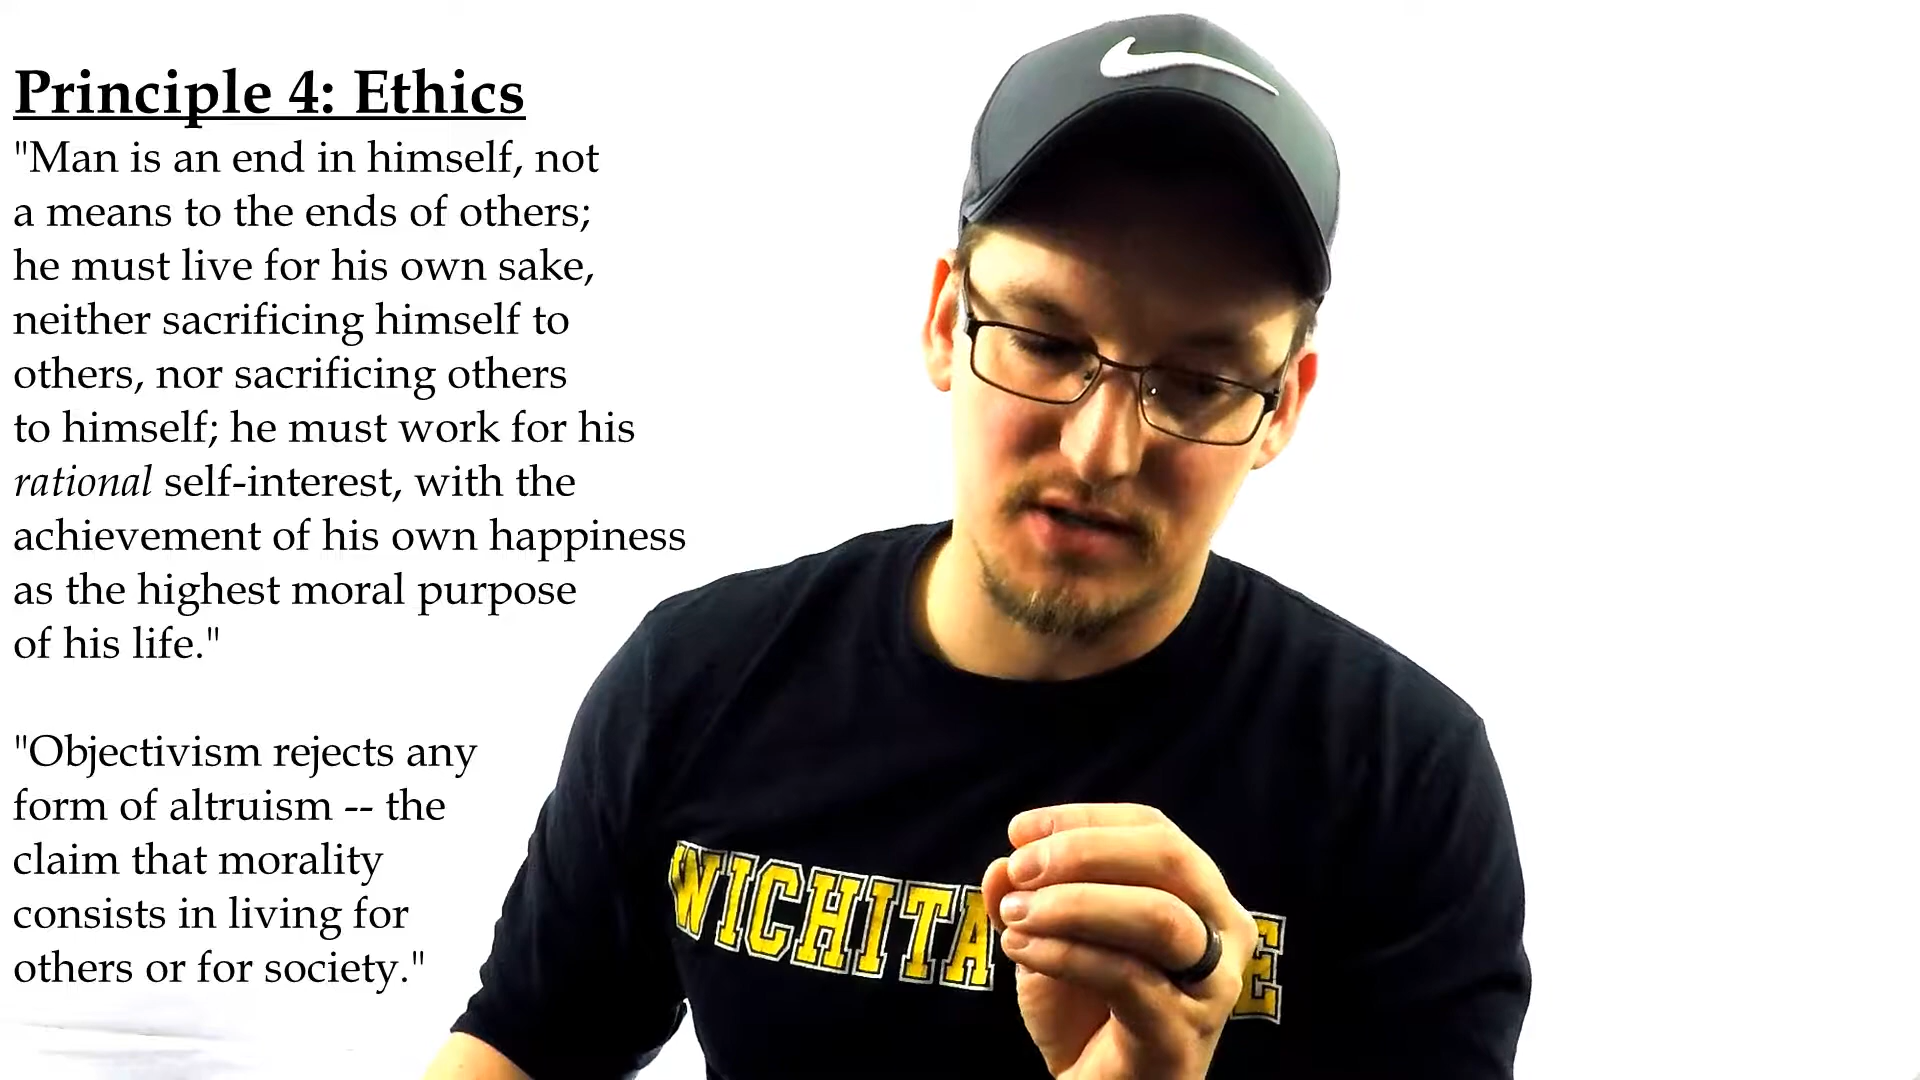 Principle 4: Ethics
"Man is an end in himself, not
a means to the ends of others;
he must live for his own sake,
neither sacrificing himself to
others, nor sacrificing others
to himself; he must work for his
rational self-interest, with the
achievement of his own happiness
as the highest moral purpose
of his life."
"Objectivism rejects any
form of altruism -- the
claim that morality
consists in living for
others or for society."
WICHITA E